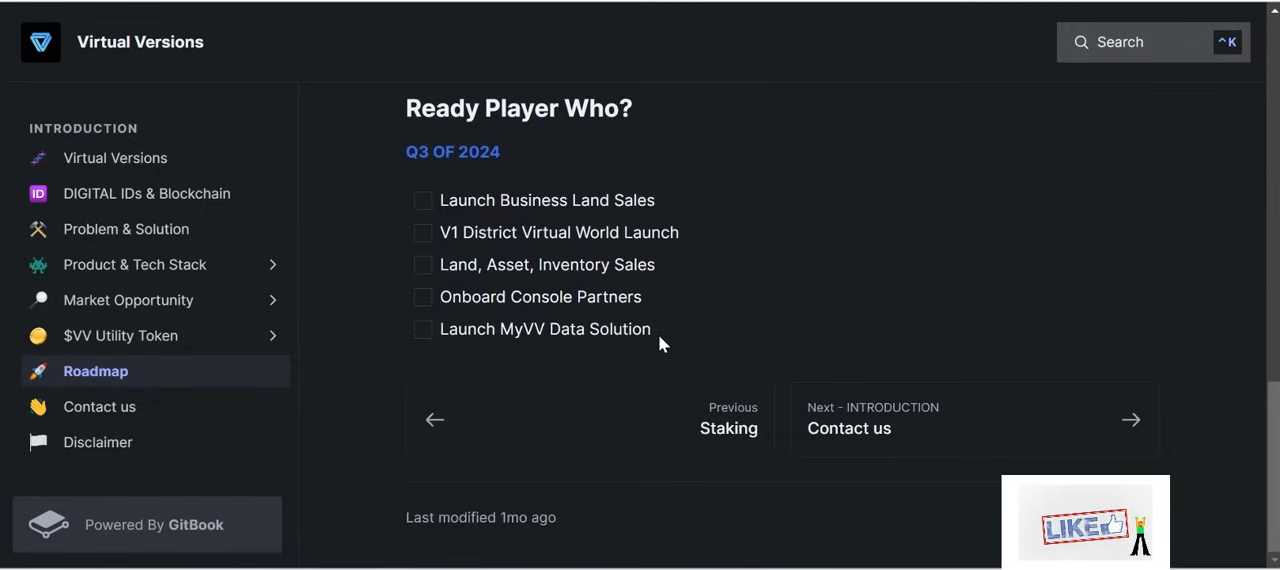 Virtual Versions
Search
^K
INTRODUCTION
Virtual Versions
ID
DIGITAL IDs & Blockchain
Problem & Solution
Product & Tech Stack
Market Opportunity
$VV Utility Token
Roadmap
Contact us
Disclaimer
Powered By GitBook
Ready Player Who?
Q3 OF 2024
Launch Business Land Sales
V1 District Virtual World Launch
Land, Asset, Inventory Sales
Onboard Console Partners
Launch MyVV Data Solution
Previous
Staking
Next - INTRODUCTION
Contact us
Last modified 1mo ago
LIKE